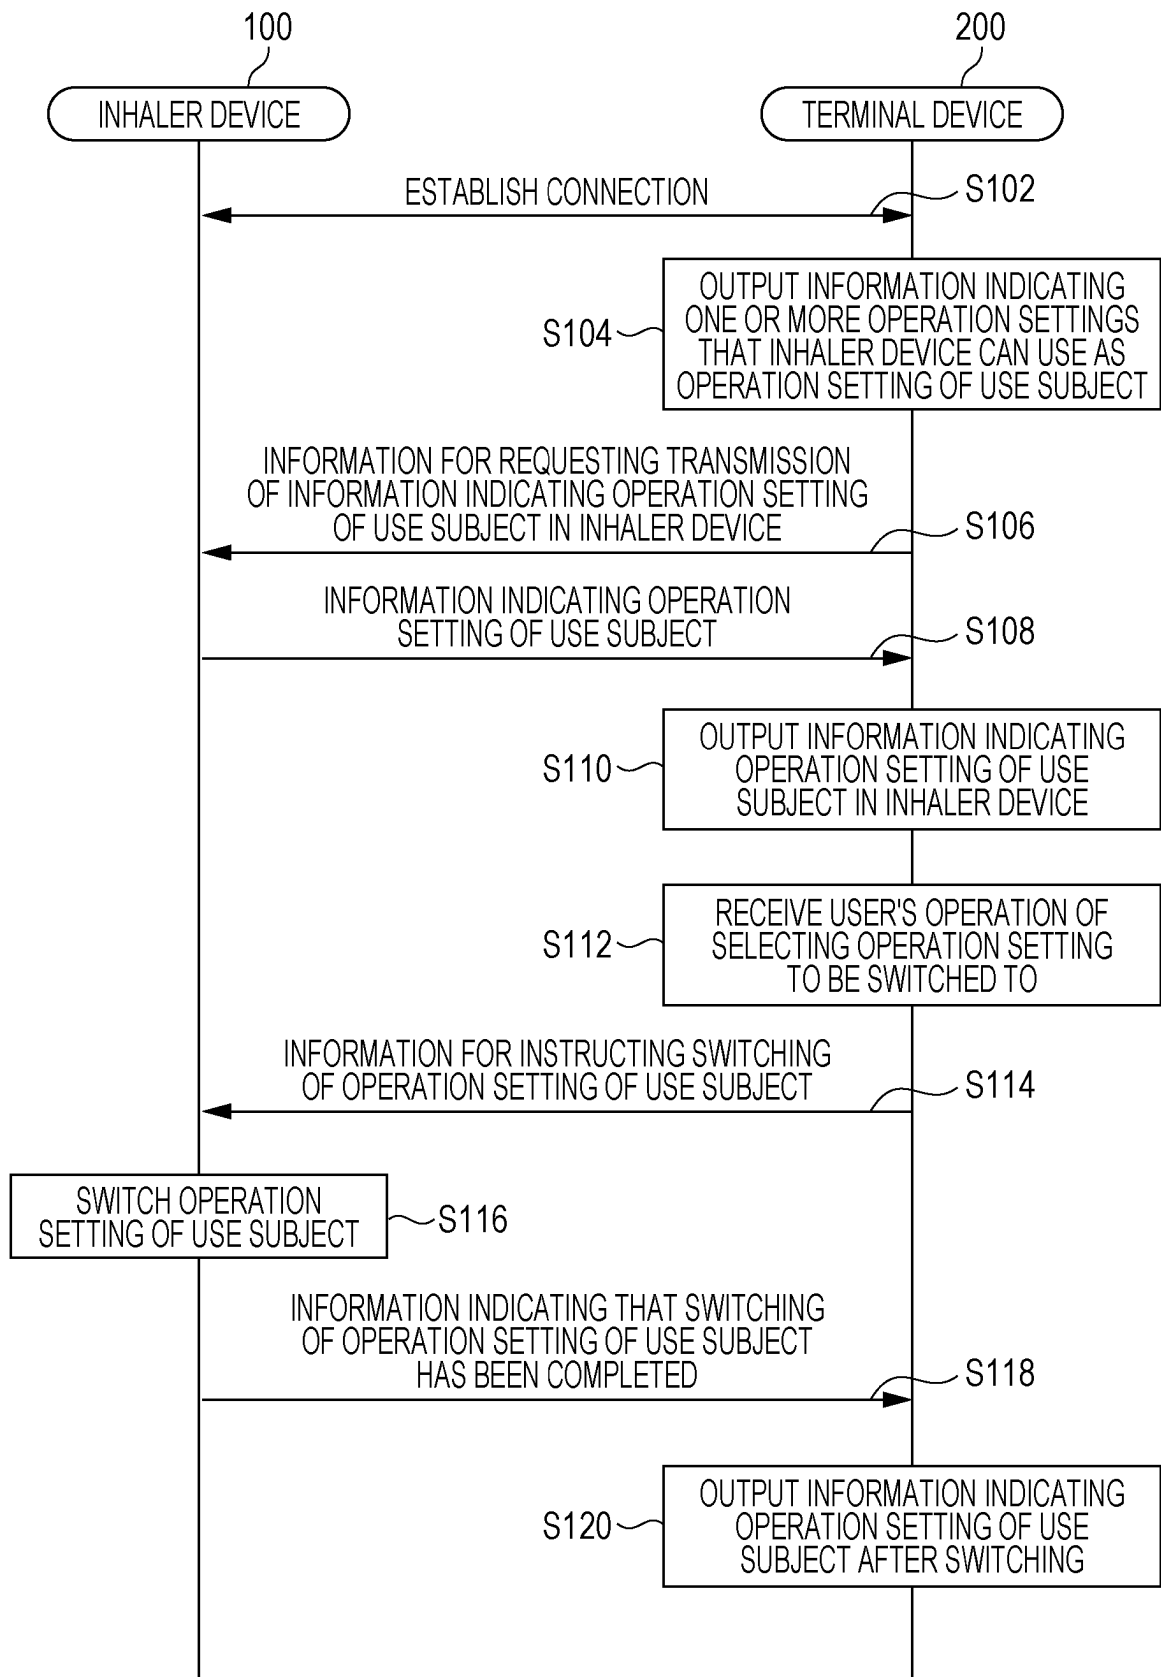 100
200
INHALER DEVICE
TERMINAL DEVICE
ESTABLISH CONNECTION
S102
OUTPUT INFORMATION INDICATING
ONE OR MORE OPERATION SETTINGS
THAT INHALER DEVICE CAN USE AS
OPERATION SETTING OF USE SUBJECT
S104
INFORMATION FOR REQUESTING TRANSMISSION
OF INFORMATION INDICATING OPERATION SETTING
OF USE SUBJECT IN INHALER DEVICE
S106
INFORMATION INDICATING OPERATION
SETTING OF USE SUBJECT
S108
OUTPUT INFORMATION INDICATING
OPERATION SETTING OF USE
SUBJECT IN INHALER DEVICE
S110
RECEIVE USER'S OPERATION OF
SELECTING OPERATION SETTING
TO BE SWITCHED TO
S112
INFORMATION FOR INSTRUCTING SWITCHING
OF OPERATION SETTING OF USE SUBJECT
S114
SWITCH OPERATION
SETTING OF USE SUBJECT
S116
INFORMATION INDICATING THAT SWITCHING
OF OPERATION SETTING OF USE SUBJECT
HAS BEEN COMPLETED
S118
OUTPUT INFORMATION INDICATING
OPERATION SETTING OF USE
SUBJECT AFTER SWITCHING
S120